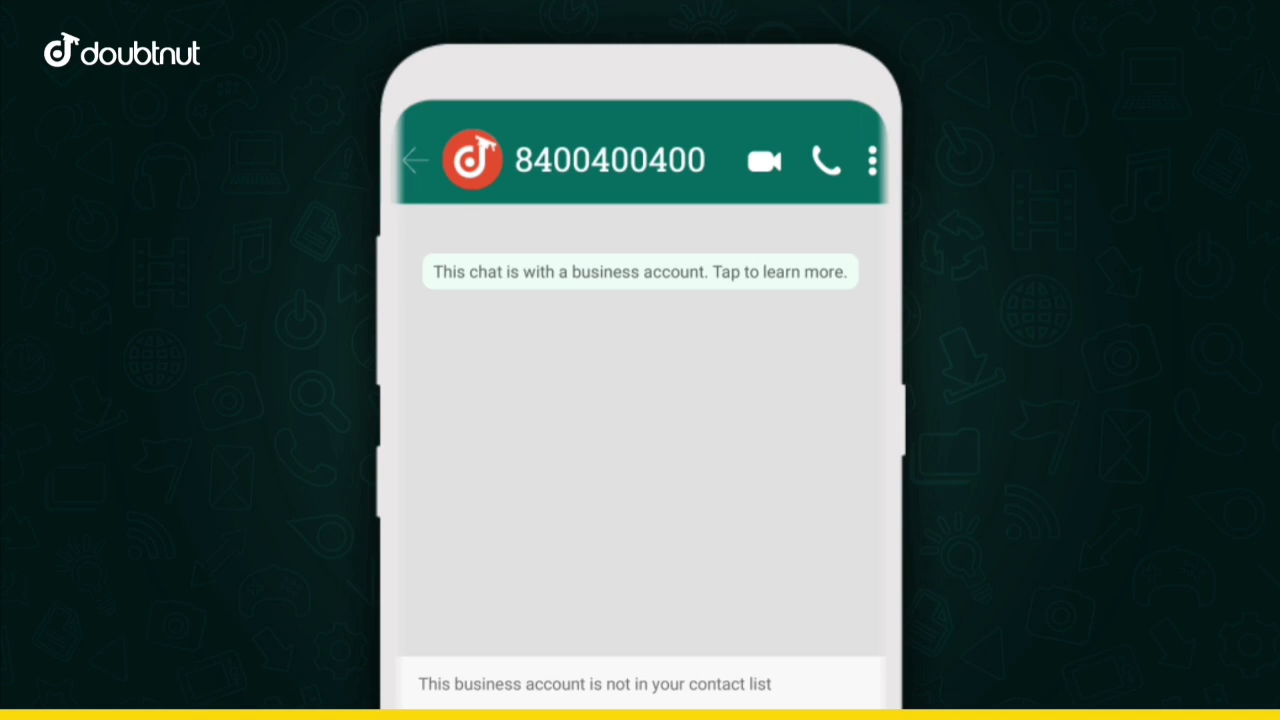 doubtnut
8400400400
This chat is with a business account. Tap to learn more.
This business account is not in your contact list